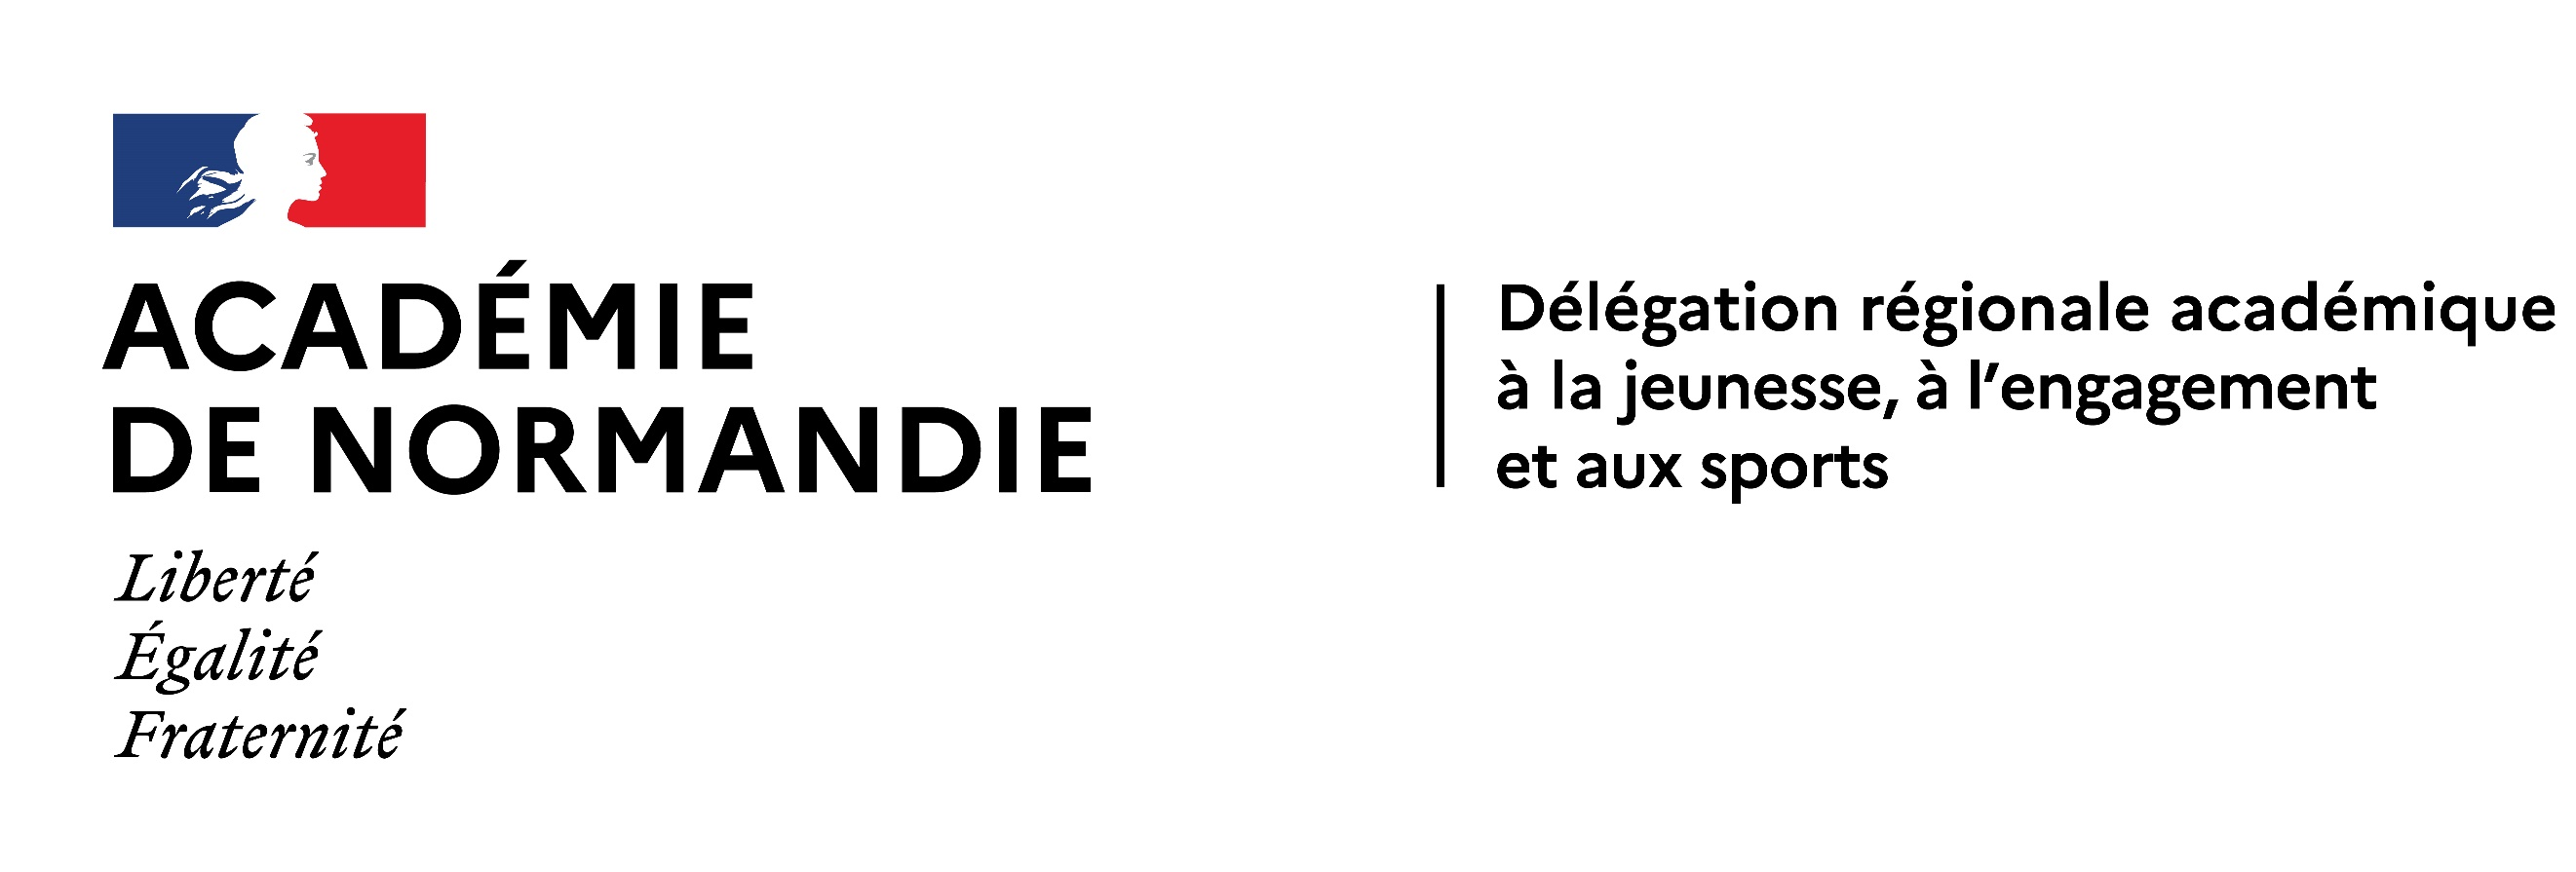 ACADÉMIE
DE NORMANDIE
Liberté
Égalité
Fraternité
Délégation régionale académique
à la jeunesse, à l'engagement
et aux sports